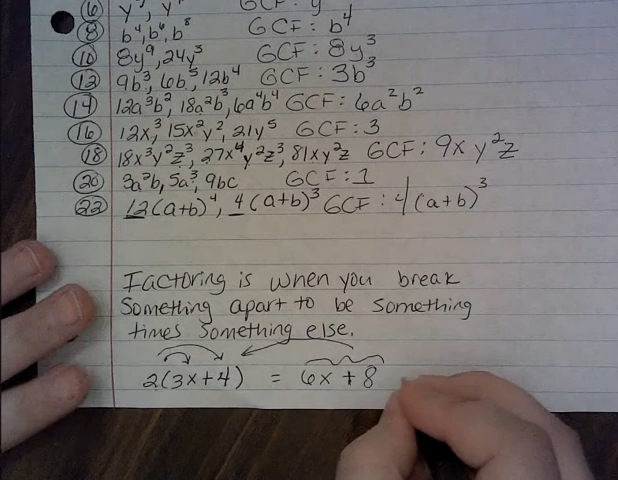 ⑥ y GCF: y
⑧ b⁴, b⁶, b⁸ GCF: b⁴
⑩ 8y⁹, 24y³ GCF: 8y³
⑫ 9b³, 6b⁵, 12b⁴ GCF: 3b³
⑭ 12a³b², 18a²b³, 6a⁴b⁴ GCF: 6a²b²
⑯ 12x³, 15x²y², 21y⁵ GCF: 3
⑱ 18x³y²z³, 27x⁴y²z³, 81xy²z GCF: 9xy²z
⑳ 3a²b, 5a³, 9bc GCF: 1
㉒ 12(a+b)⁴, 4(a+b)³ GCF: 4(a+b)³
Factoring is when you break
something apart to be something
times something else.
2(3x+4) = 6x + 8